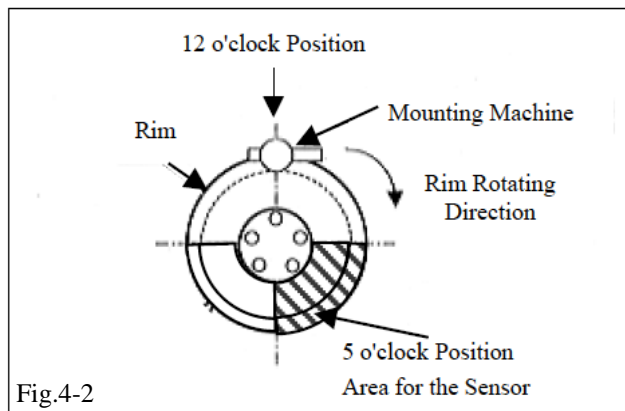 12 o'clock Position
Mounting Machine
Rim
Rim Rotating
Direction
5 o'clock Position
Area for the Sensor
Fig.4-2